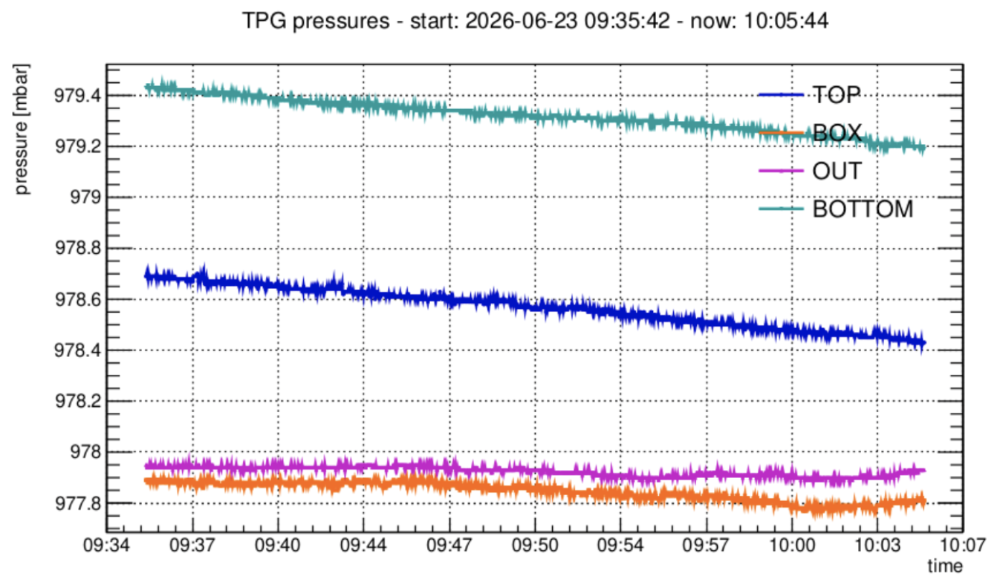 TPG pressures - start: 2026-06-23 09:35:42 - now: 10:05:44
pressure [mbar]
979.4
979.2
979
978.8
978.6
978.4
978.2
978
977.8
TOP
BOX
OUT
BOTTOM
09:34 09:37 09:40 09:44 09:47 09:50 09:54 09:57 10:00 10:03 10:07
time